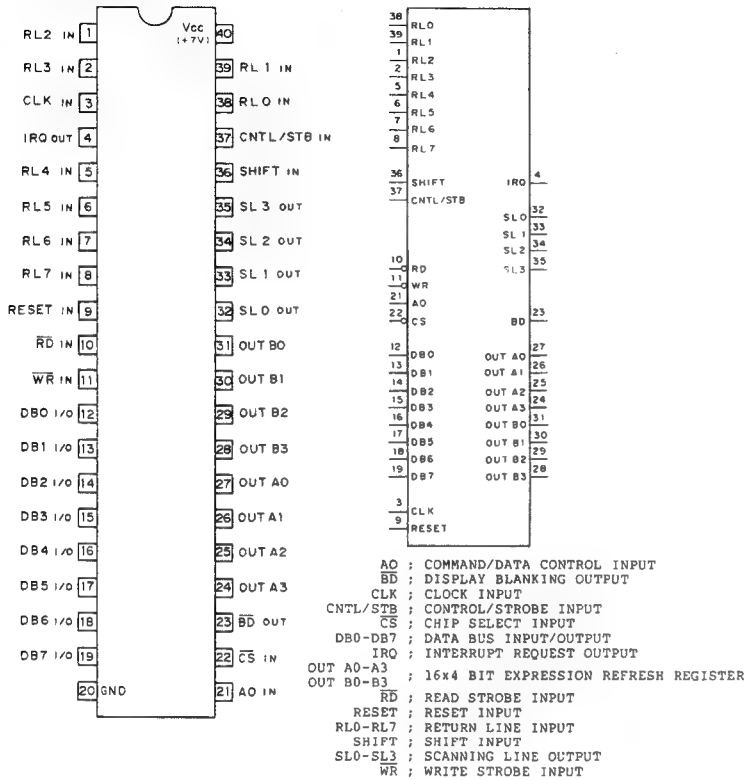 RL2 IN 1
Vcc 40
(+7V)
RL3 IN 2
39 RL1 IN
CLK IN 3
38 RL0 IN
IRQ OUT 4
37 CNTL/STB IN
RL4 IN 5
36 SHIFT IN
RL5 IN 6
35 SL3 OUT
RL6 IN 7
34 SL2 OUT
RL7 IN 8
33 SL1 OUT
RESET IN 9
32 SL0 OUT
RD IN 10
31 OUT B0
WR IN 11
30 OUT B1
DB0 I/O 12
29 OUT B2
DB1 I/O 13
28 OUT B3
DB2 I/O 14
27 OUT A0
DB3 I/O 15
26 OUT A1
DB4 I/O 16
25 OUT A2
DB5 I/O 17
24 OUT A3
DB6 I/O 18
23 BD OUT
DB7 I/O 19
22 CS IN
20 GND
21 A0 IN
38 RL0
39 RL1
1 RL2
2 RL3
5 RL4
6 RL5
7 RL6
8 RL7
36 SHIFT
37 CNTL/STB
10 RD
11 WR
21 A0
22 CS
12 DB0
13 DB1
14 DB2
15 DB3
16 DB4
17 DB5
18 DB6
19 DB7
3 CLK
9 RESET
IRQ 4
SL0 32
SL1 33
SL2 34
SL3 35
BD 23
OUT A0 27
OUT A1 26
OUT A2 25
OUT A3 24
OUT B0 31
OUT B1 30
OUT B2 29
OUT B3 28
A0 ; COMMAND/DATA CONTROL INPUT
BD ; DISPLAY BLANKING OUTPUT
CLK ; CLOCK INPUT
CNTL/STB ; CONTROL/STROBE INPUT
CS ; CHIP SELECT INPUT
DB0-DB7 ; DATA BUS INPUT/OUTPUT
IRQ ; INTERRUPT REQUEST OUTPUT
OUT A0-A3
OUT B0-B3 ; 16x4 BIT EXPRESSION REFRESH REGISTER
RD ; READ STROBE INPUT
RESET ; RESET INPUT
RL0-RL7 ; RETURN LINE INPUT
SHIFT ; SHIFT INPUT
SL0-SL3 ; SCANNING LINE OUTPUT
WR ; WRITE STROBE INPUT